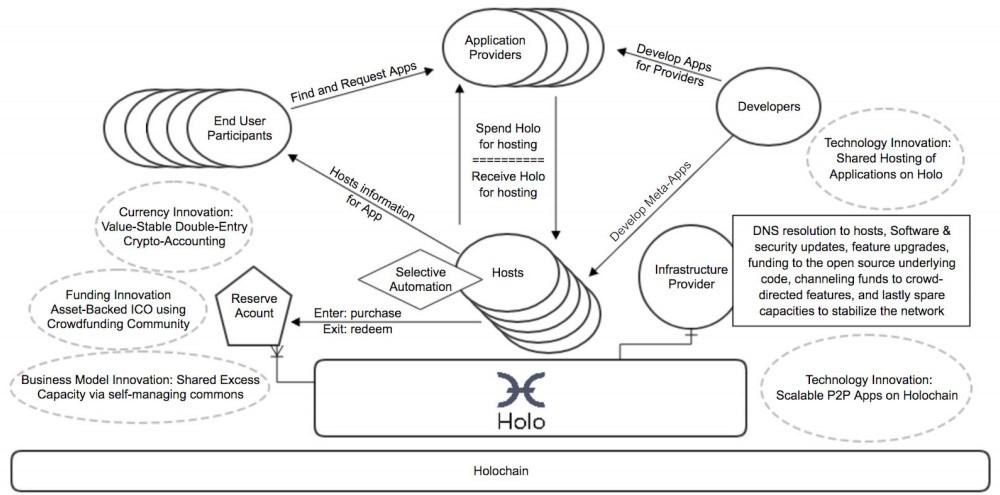 Application
Providers
Find and Request Apps
Develop Apps
for Providers
End User
Participants
Developers
Spend Holo
for hosting
==========
Receive Holo
for hosting
Technology Innovation:
Shared Hosting of
Applications on Holo
Hosts information
for App
Develop Meta-Apps
Currency Innovation:
Value-Stable Double-Entry
Crypto-Accounting
DNS resolution to hosts, Software &
security updates, feature upgrades,
funding to the open source underlying
code, channeling funds to crowd-
directed features, and lastly spare
capacities to stabilize the network
Selective
Automation
Hosts
Infrastructure
Provider
Funding Innovation
Asset-Backed ICO using
Crowdfunding Community
Reserve
Acount
Enter: purchase
Exit: redeem
Business Model Innovation: Shared Excess
Capacity via self-managing commons
Holo
Technology Innovation:
Scalable P2P Apps on Holochain
Holochain